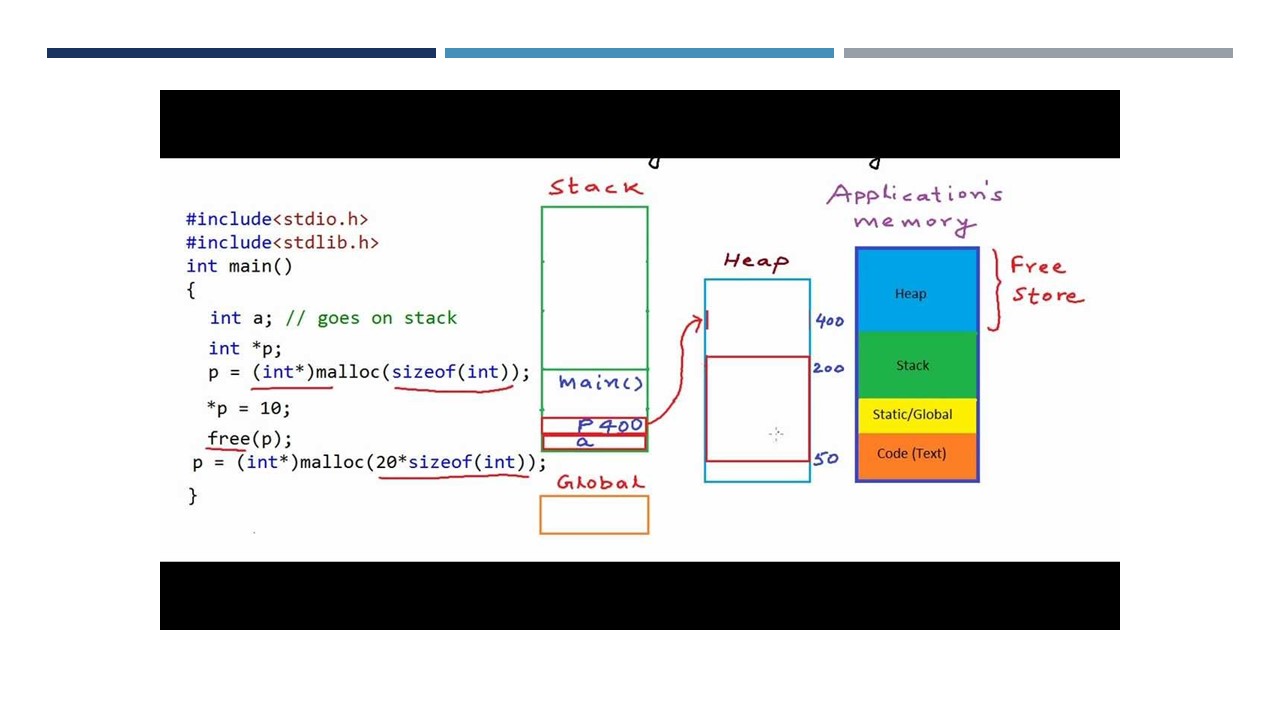 #include<stdio.h>
#include<stdlib.h>
int main()
{
int a; // goes on stack
int *p;
p = (int*)malloc(sizeof(int));
*p = 10;
free(p);
p = (int*)malloc(20*sizeof(int));
}
Stack
main()
P 400
a
Global
Heap
400
200
50
Application's
memory
Heap
Stack
Static/Global
Code (Text)
Free
Store